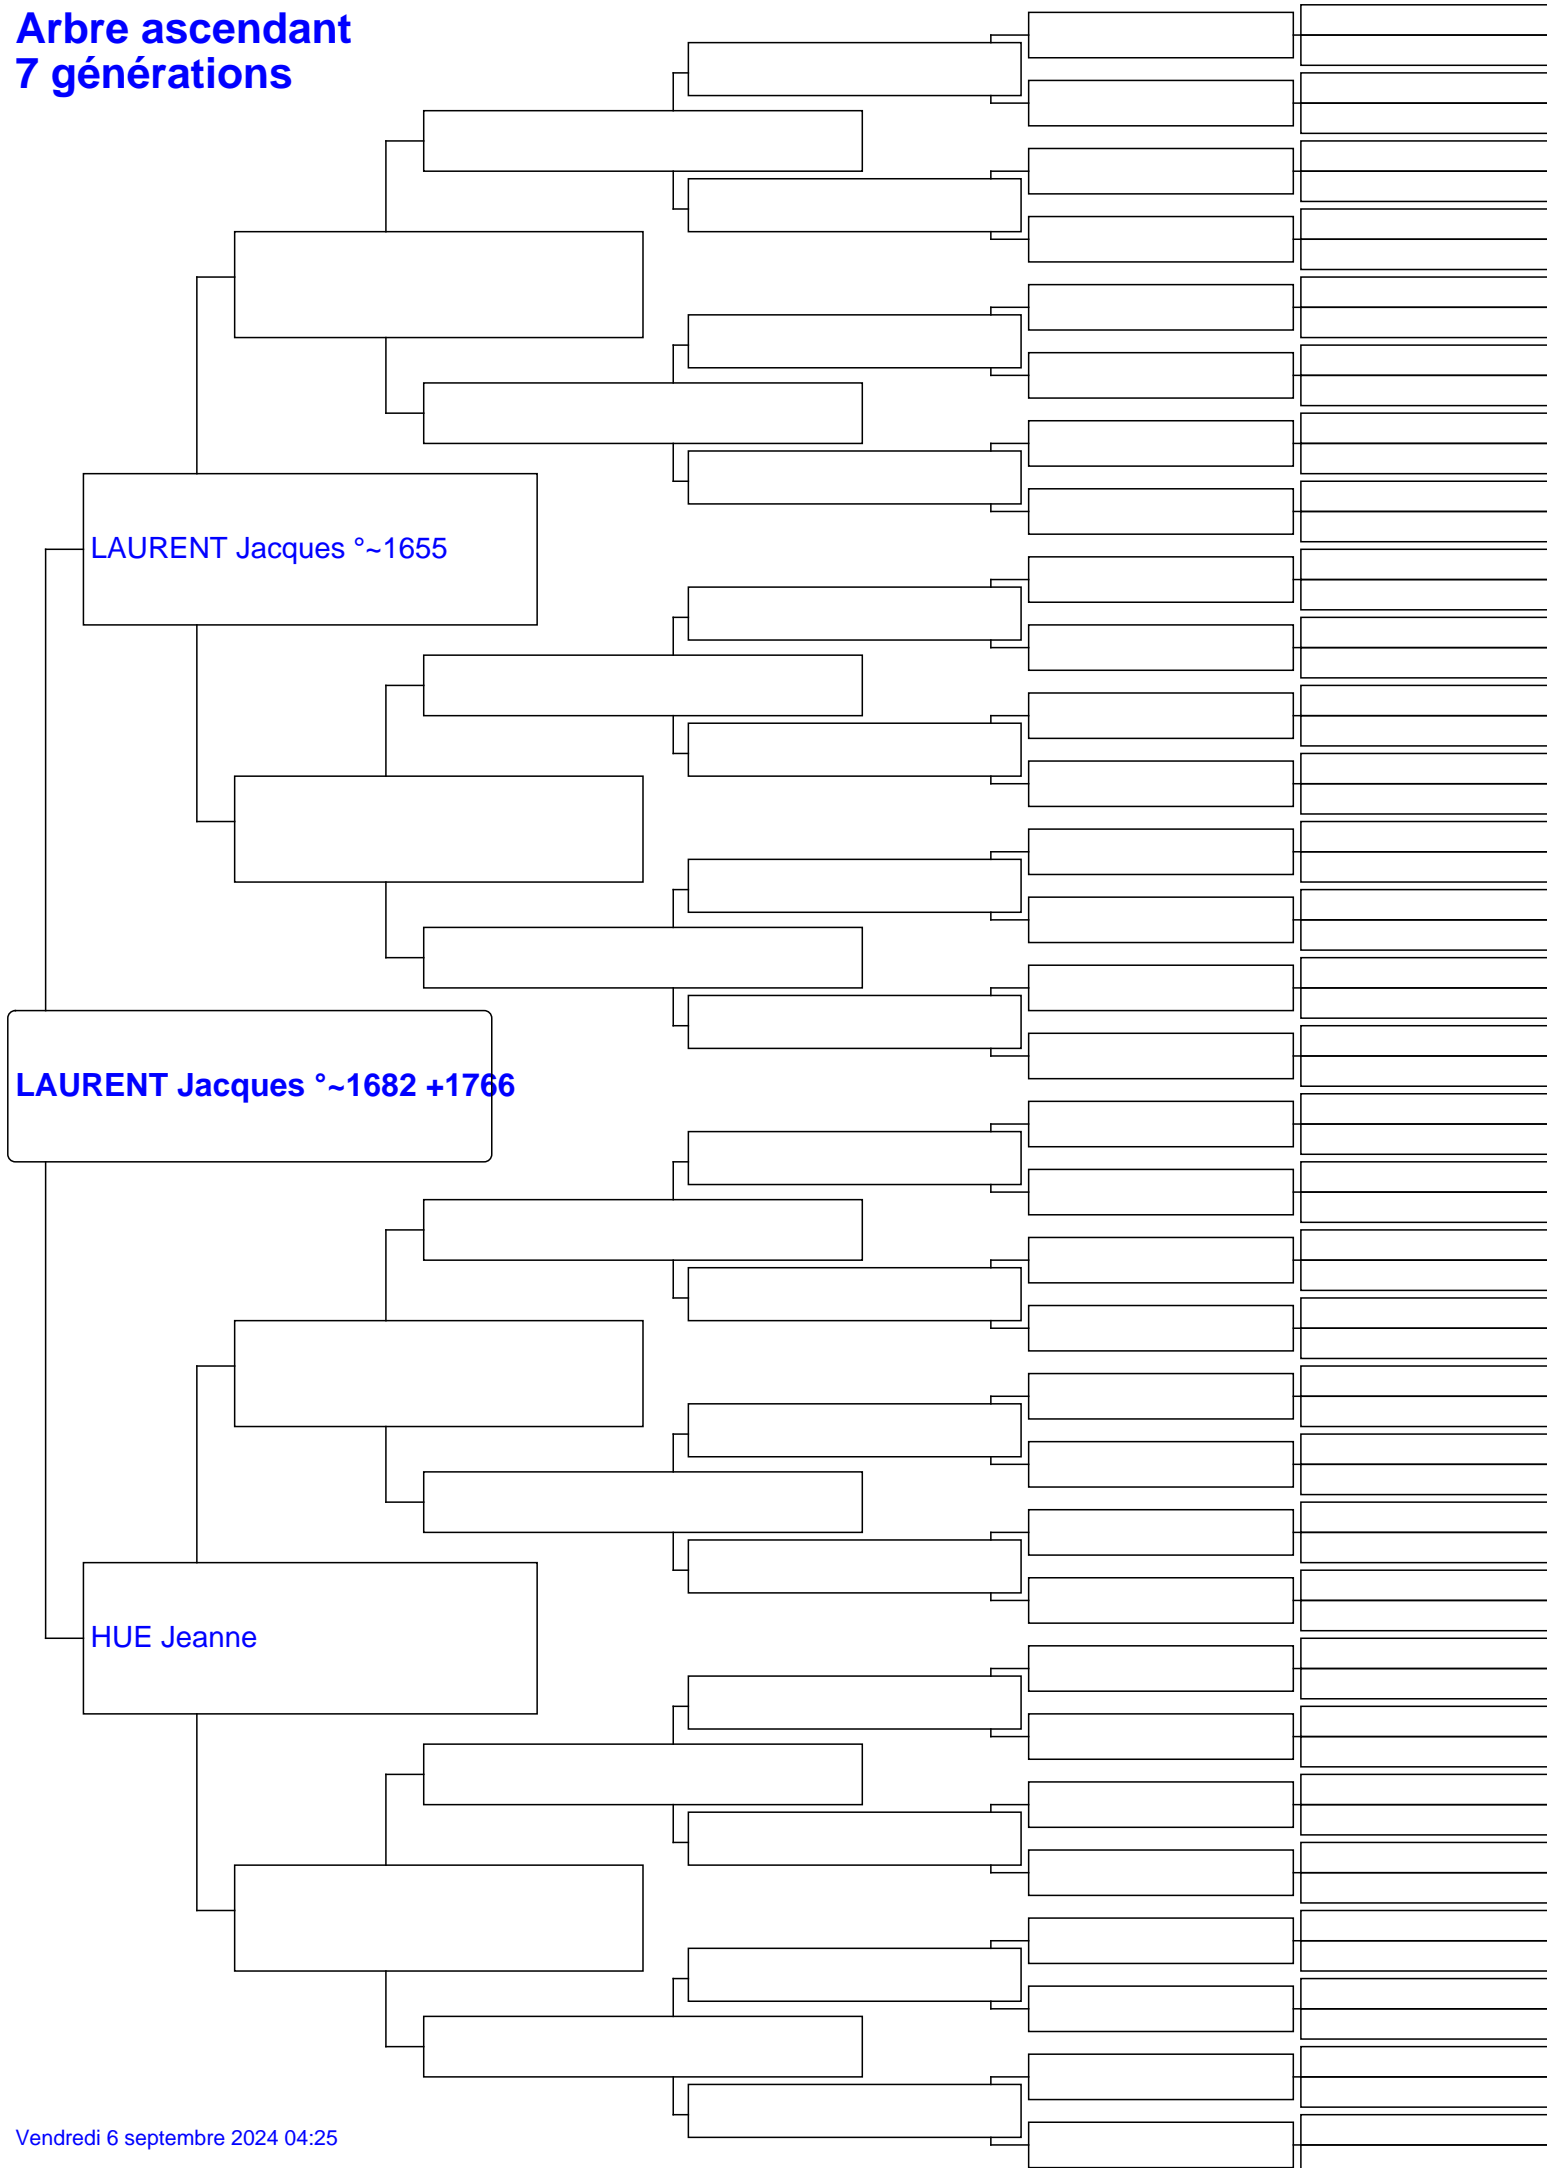 Arbre ascendant
7 générations
LAURENT Jacques °~1655
LAURENT Jacques °~1682 +1766
HUE Jeanne
Vendredi 6 septembre 2024 04:25